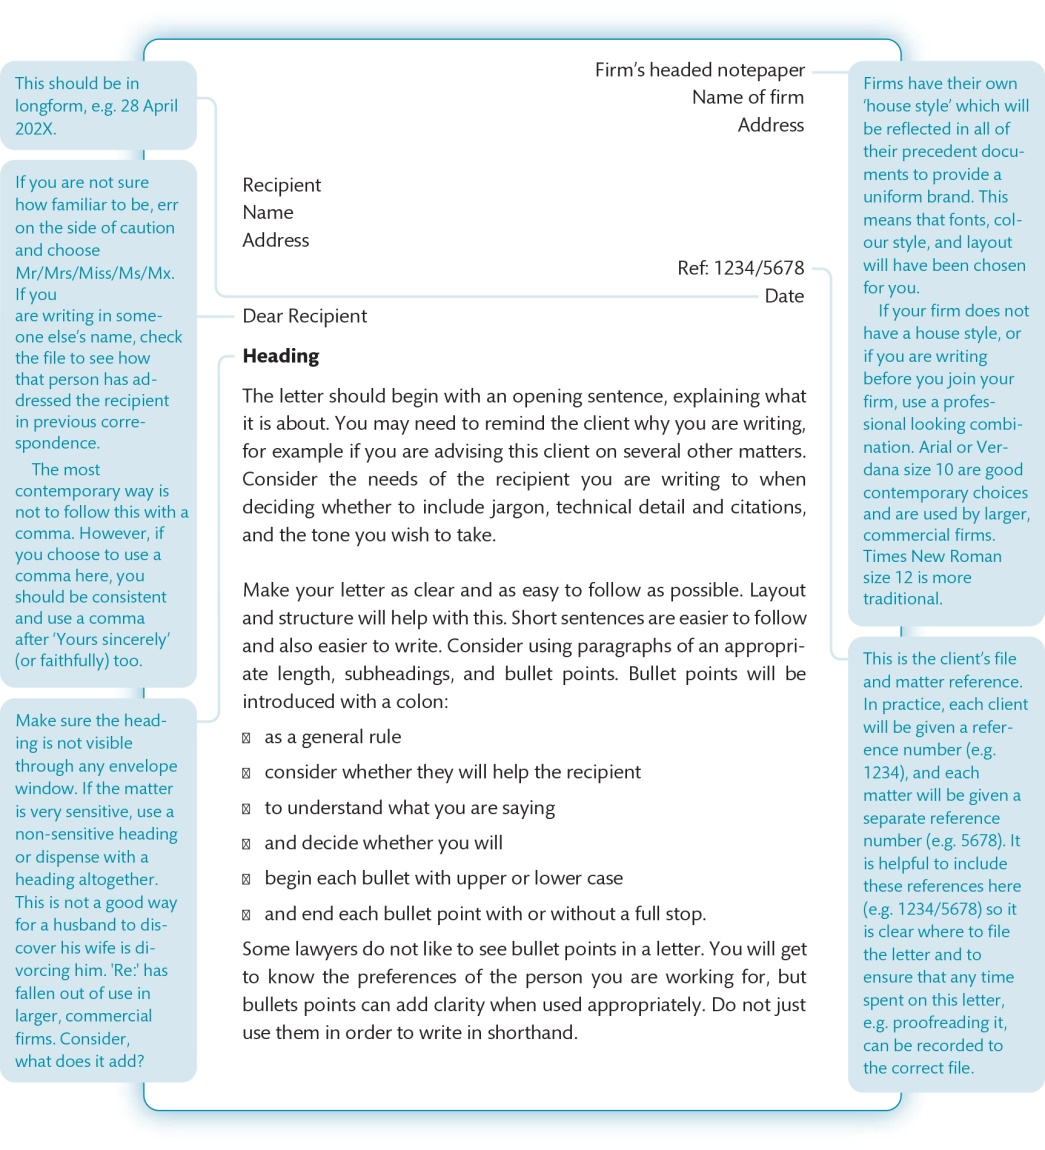 This should be in
longform, e.g. 28 April
202X.
If you are not sure
how familiar to be, err
on the side of caution
and choose
Mr/Mrs/Miss/Ms/Mx.
If you
are writing in some-
one else's name, check
the file to see how
that person has ad-
dressed the recipient
in previous corre-
spondence.
The most
contemporary way is
not to follow this with a
comma. However, if
you choose to use a
comma here, you
should be consistent
and use a comma
after 'Yours sincerely'
(or faithfully) too.
Make sure the head-
ing is not visible
through any envelope
window. If the matter
is very sensitive, use a
non-sensitive heading
or dispense with a
heading altogether.
This is not a good way
for a husband to dis-
cover his wife is di-
vorcing him. 'Re:' has
fallen out of use in
larger, commercial
firms. Consider,
what does it add?
Firm's headed notepaper
Name of firm
Address
Recipient
Name
Address
Ref: 1234/5678
Date
Dear Recipient
Heading
The letter should begin with an opening sentence, explaining what
it is about. You may need to remind the client why you are writing,
for example if you are advising this client on several other matters.
Consider the needs of the recipient you are writing to when
deciding whether to include jargon, technical detail and citations,
and the tone you wish to take.
Make your letter as clear and as easy to follow as possible. Layout
and structure will help with this. Short sentences are easier to follow
and also easier to write. Consider using paragraphs of an appropri-
ate length, subheadings, and bullet points. Bullet points will be
introduced with a colon:
as a general rule
consider whether they will help the recipient
to understand what you are saying
and decide whether you will
begin each bullet with upper or lower case
and end each bullet point with or without a full stop.
Some lawyers do not like to see bullet points in a letter. You will get
to know the preferences of the person you are working for, but
bullets points can add clarity when used appropriately. Do not just
use them in order to write in shorthand.
Firms have their own
'house style' which will
be reflected in all of
their precedent docu-
ments to provide a
uniform brand. This
means that fonts, col-
our style, and layout
will have been chosen
for you.
If your firm does not
have a house style, or
if you are writing
before you join your
firm, use a profes-
sional looking combi-
nation. Arial or Ver-
dana size 10 are good
contemporary choices
and are used by larger,
commercial firms.
Times New Roman
size 12 is more
traditional.
This is the client's file
and matter reference.
In practice, each client
will be given a refer-
ence number (e.g.
1234), and each
matter will be given a
separate reference
number (e.g. 5678). It
is helpful to include
these references here
(e.g. 1234/5678) so it
is clear where to file
the letter and to
ensure that any time
spent on this letter,
e.g. proofreading it,
can be recorded to
the correct file.